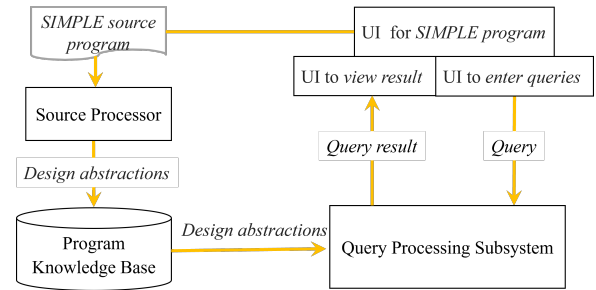 SIMPLE source
program
UI for SIMPLE program
UI to view result
UI to enter queries
Source Processor
Query result
Query
Design abstractions
Design abstractions
Program
Knowledge Base
Query Processing Subsystem